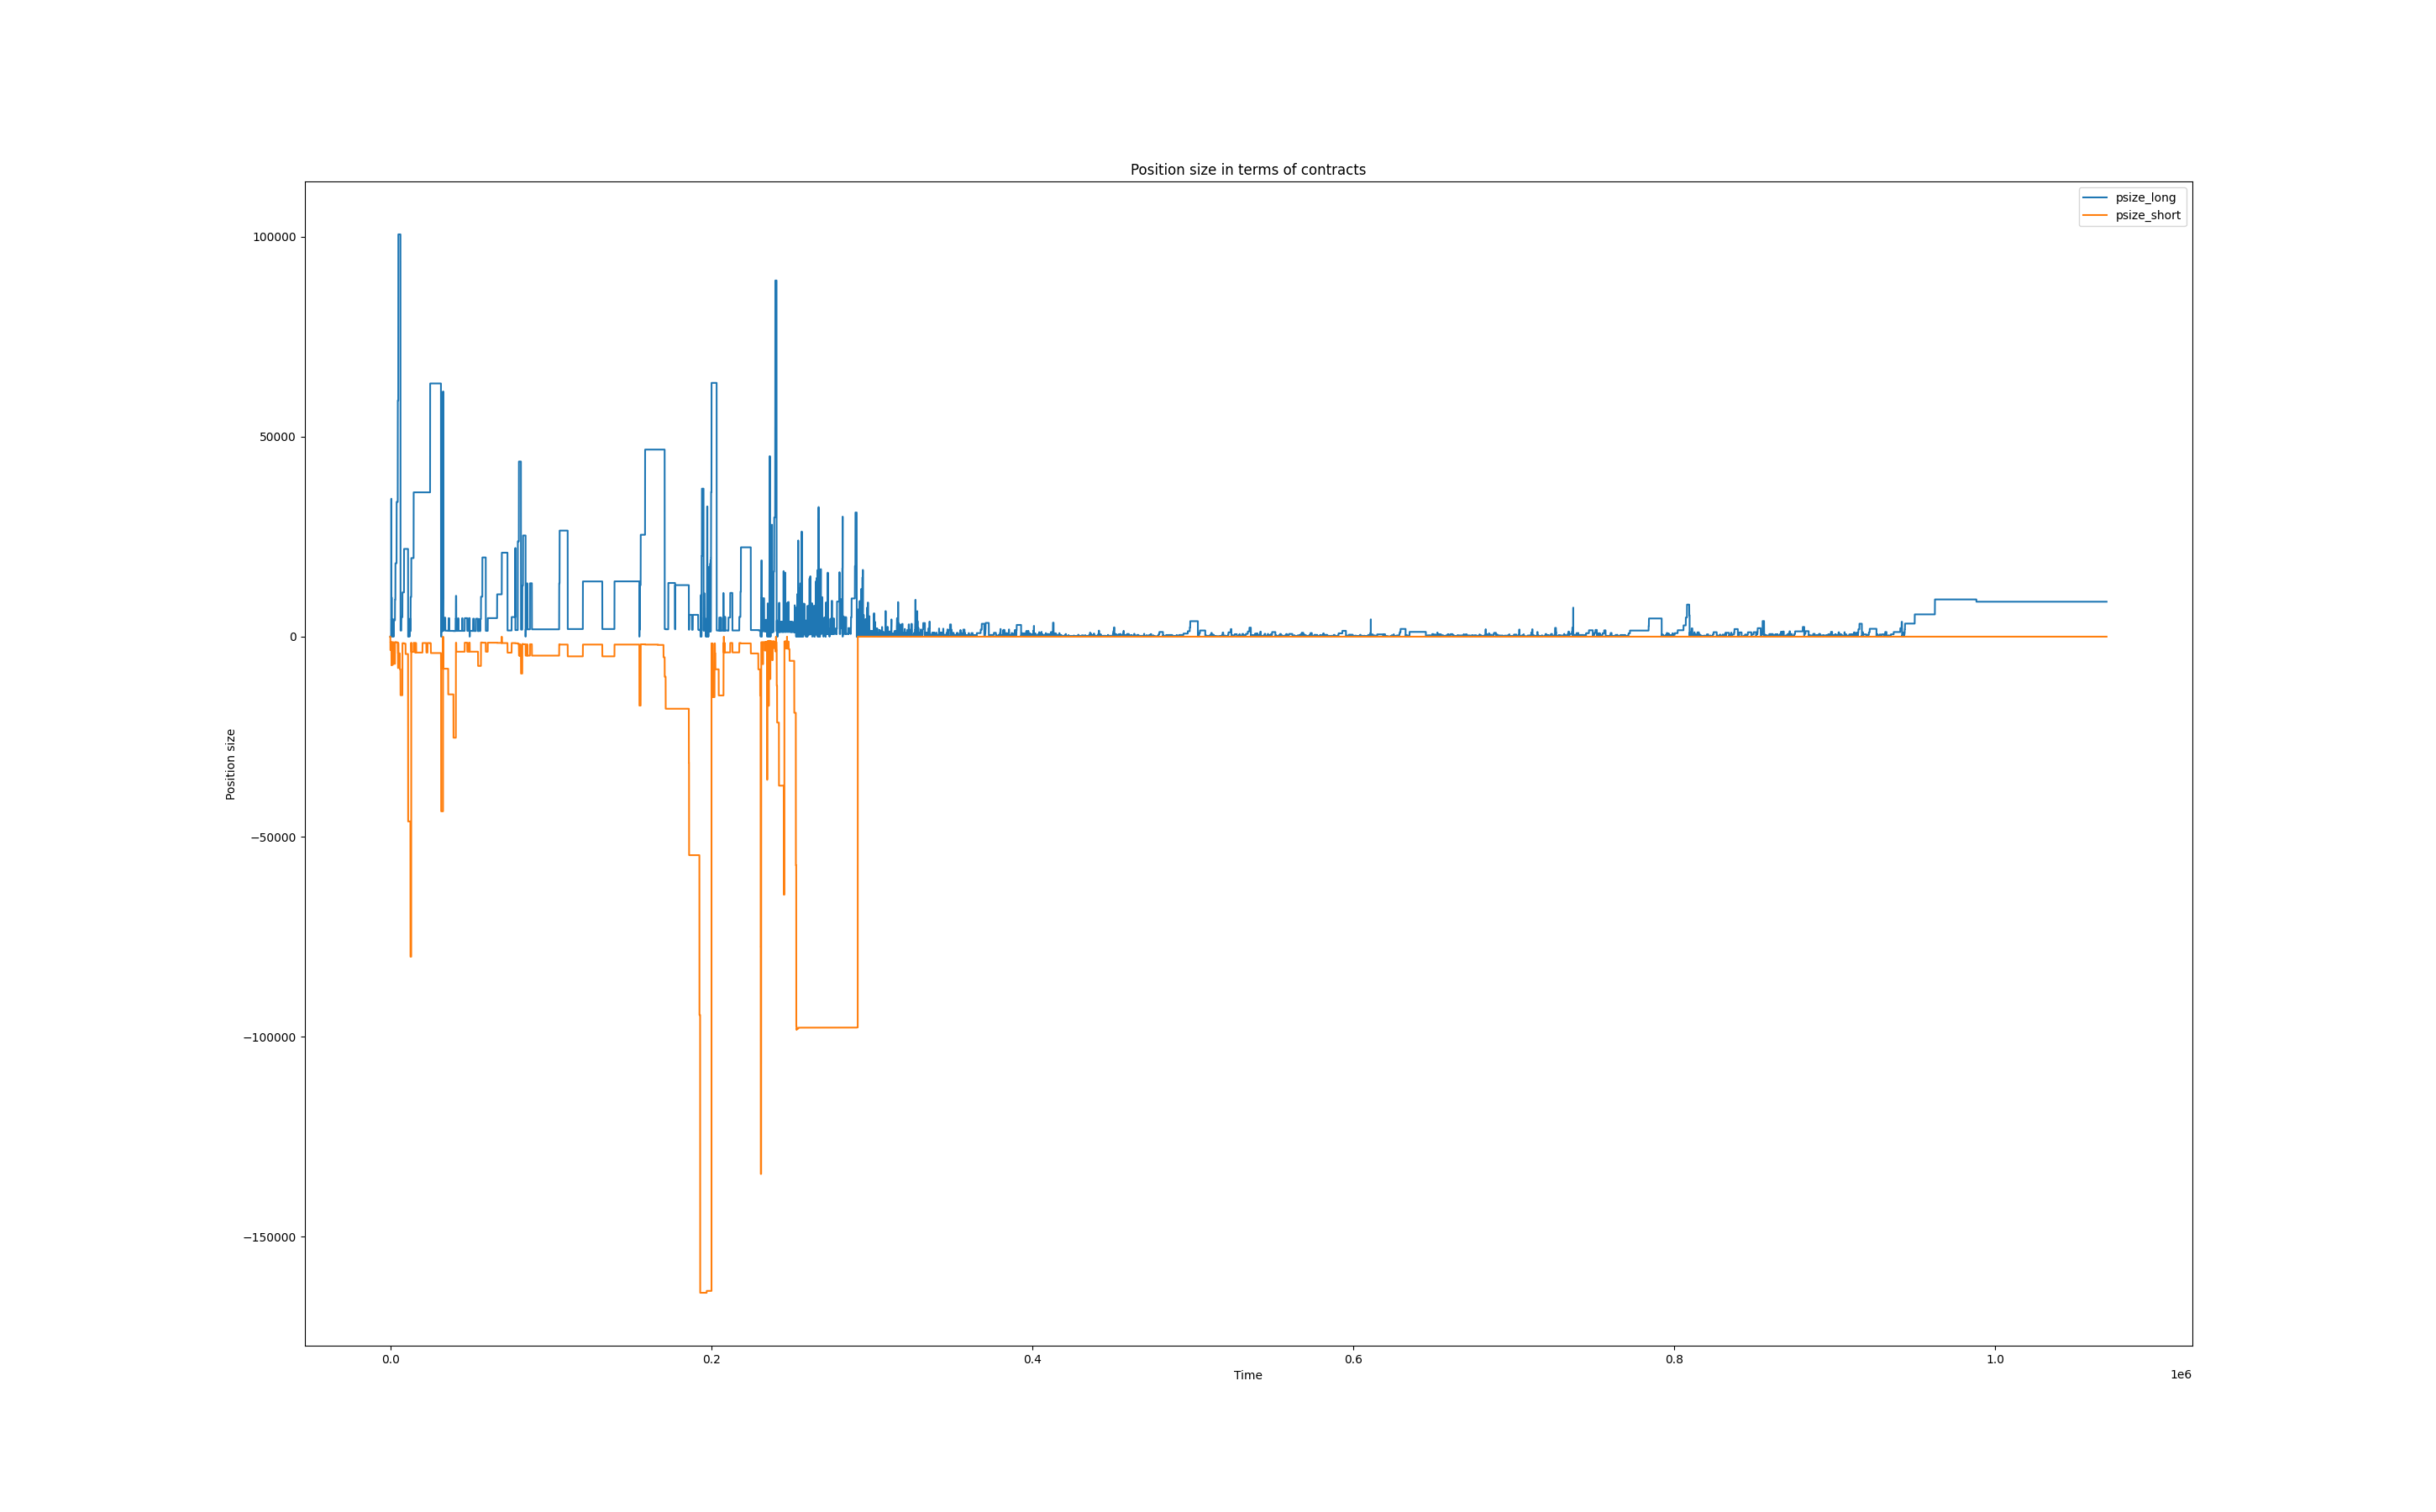 Position size in terms of contracts
psize_long
psize_short
100000
50000
0
−50000
−100000
−150000
Position size
0.0 0.2 0.4 0.6 0.8 1.0
Time
1e6